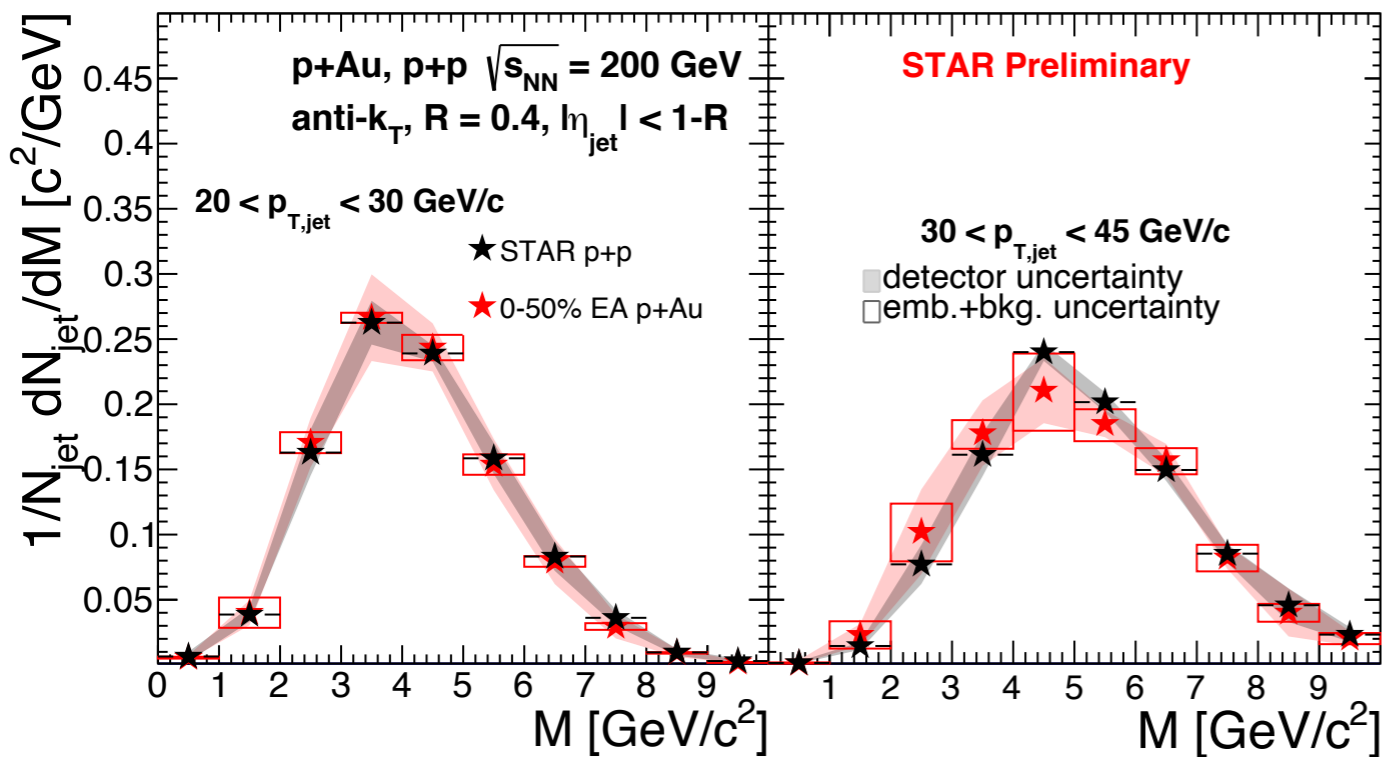 p+Au, p+p √s_NN = 200 GeV
anti-k_T, R = 0.4, |η_jet| < 1-R
20 < p_T,jet < 30 GeV/c
STAR p+p
0-50% EA p+Au
STAR Preliminary
30 < p_T,jet < 45 GeV/c
detector uncertainty
emb.+bkg. uncertainty
1/N_jet dN_jet/dM [c²/GeV]
0.45
0.4
0.35
0.3
0.25
0.2
0.15
0.1
0.05
0 1 2 3 4 5 6 7 8 9
1 2 3 4 5 6 7 8 9
M [GeV/c²]
M [GeV/c²]